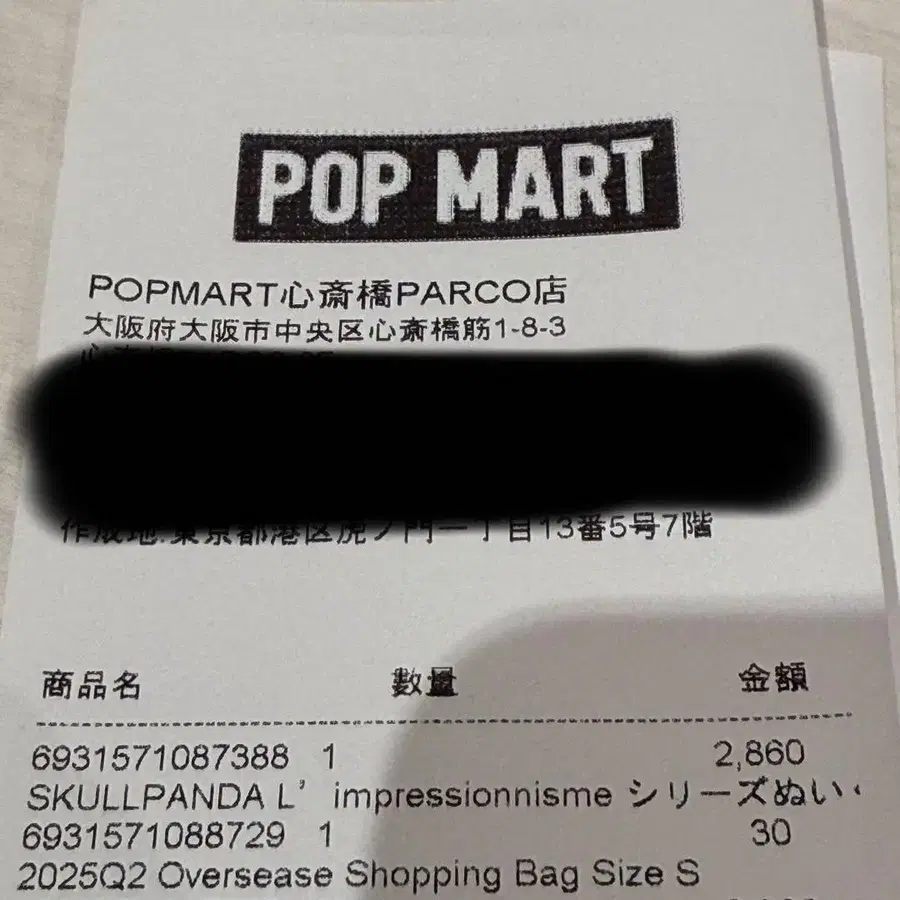 POP MART
POPMART心斎橋PARCO店
大阪府大阪市中央区心斎橋筋1-8-3
作成地:東京都港区虎ノ門一丁目13番5号7階
商品名 數量 金額
6931571087388 1 2,860
SKULLPANDA L’impressionnisme シリーズぬい
6931571088729 1 30
2025Q2 Oversease Shopping Bag Size S